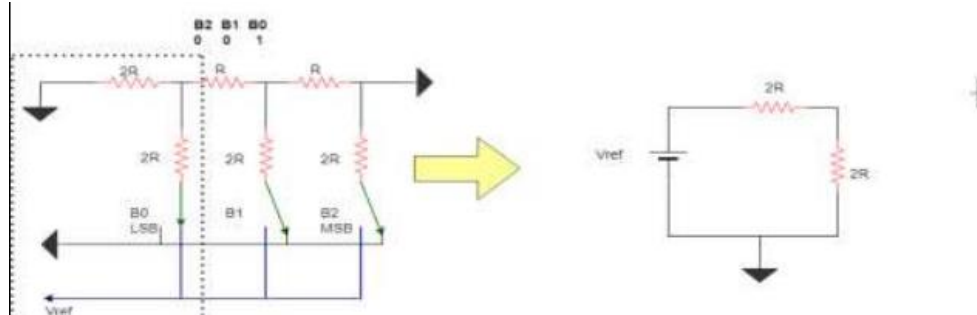 B2 B1 B0
0 0 1
2R R R
2R 2R 2R
B0 B1 B2
LSB MSB
Vref
2R
Vref
2R